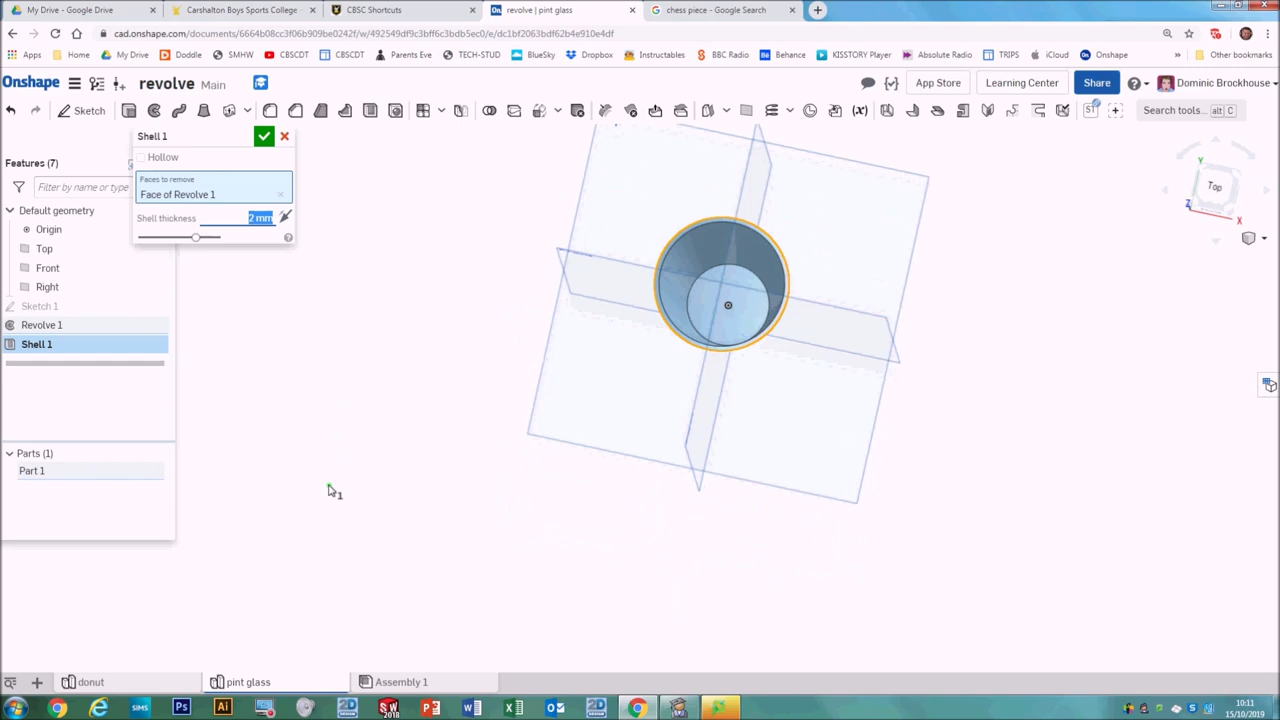 My Drive - Google Drive
Carshalton Boys Sports College -
CBSC Shortcuts
revolve | pint glass
chess piece - Google Search
cad.onshape.com/documents/6664b08cc3f06b909be0242f/w/492549df9c3bff6c3bdb5ec0/e/dc1bf2063bdf62b4e910e4df
Apps
Suggested Sites
SMHW
CBSCDT
CBSCDT
Parents Eve
TECH-STUD
BlueSky
Dropbox
Instructables
BBC Radio
Behance
KISSTORY Player
Absolute Radio
TRIPS
iCloud
Onshape
Other bookmarks
Onshape
revolve Main
App Store
Learning Center
Share
Dominic Brockhouse
Sketch
Search tools... alt C
Shell 1
Hollow
Faces to remove
Face of Revolve 1
Shell thickness 2 mm
Features (7)
Filter by name or type
Default geometry
Origin
Top
Front
Right
Sketch 1
Revolve 1
Shell 1
Parts (1)
Part 1
Top
Y
Z
X
1
donut
pint glass
Assembly 1
10:11
15/10/2019